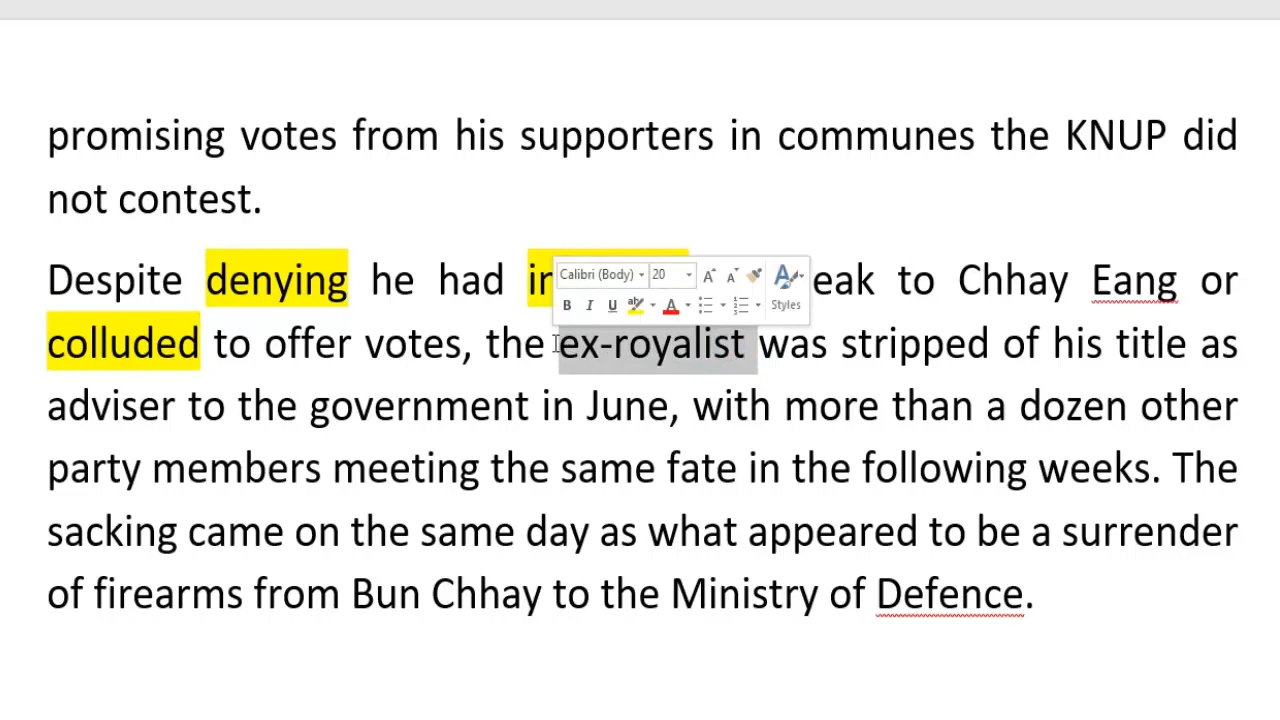 promising votes from his supporters in communes the KNUP did
not contest.
Despite denying he had in eak to Chhay Eang or
Calibri (Body) 20 A A A
B I U ab A Styles
colluded to offer votes, the ex-royalist was stripped of his title as
adviser to the government in June, with more than a dozen other
party members meeting the same fate in the following weeks. The
sacking came on the same day as what appeared to be a surrender
of firearms from Bun Chhay to the Ministry of Defence.